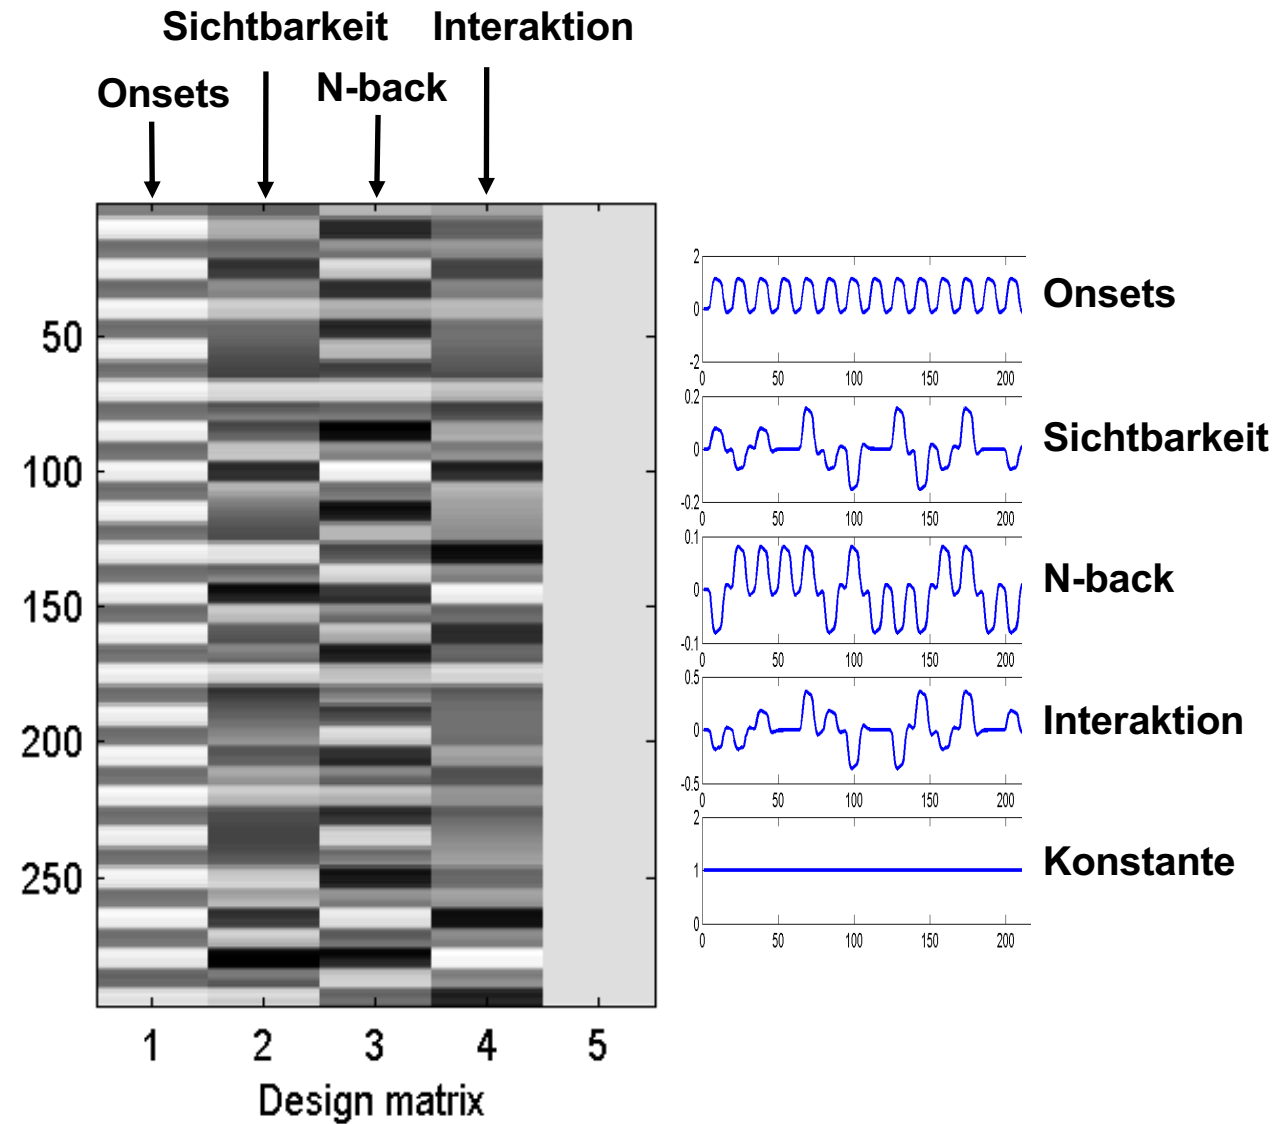 Sichtbarkeit Interaktion
Onsets N-back
50
100
150
200
250
1 2 3 4 5
Design matrix
2
0
-2
0 50 100 150 200
Onsets
0.2
0
-0.2
0 50 100 150 200
Sichtbarkeit
0.1
0
-0.1
0 50 100 150 200
N-back
0.5
0
-0.5
0 50 100 150 200
Interaktion
2
1
0
0 50 100 150 200
Konstante